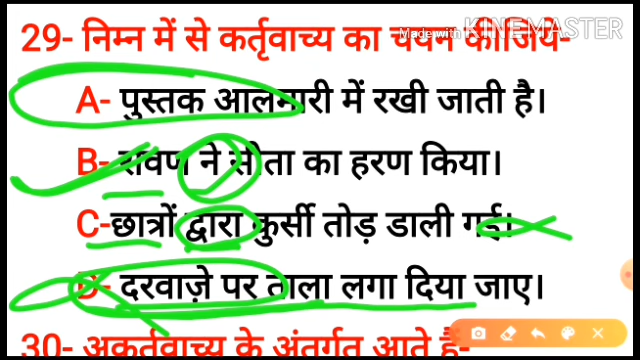 29- निम्न में से कर्तृवाच्य का चयन कीजिये-
Made with KINEMASTER
A- पुस्तक आलमारी में रखी जाती है।
B- रावण ने सीता का हरण किया।
C-छात्रों द्वारा कुर्सी तोड़ डाली गई।
D- दरवाज़े पर ताला लगा दिया जाए।
30- अकर्तृवाच्य के अंतर्गत आते है-